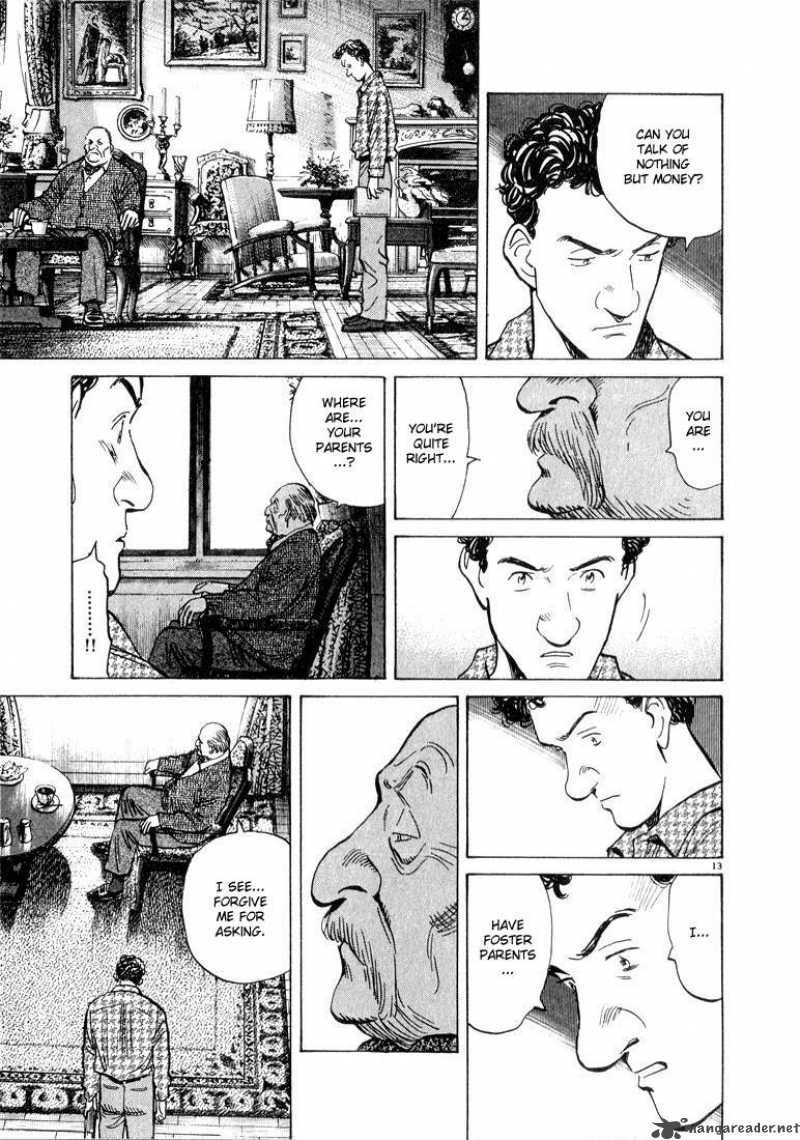 CAN YOU
TALK OF
NOTHING
BUT MONEY?
YOU
ARE
...
YOU'RE
QUITE
RIGHT...
WHERE
ARE...
YOUR
PARENTS
...?
........!!
13
I...
HAVE
FOSTER
PARENTS
...
I SEE...
FORGIVE
ME FOR
ASKING.
mangareader.net